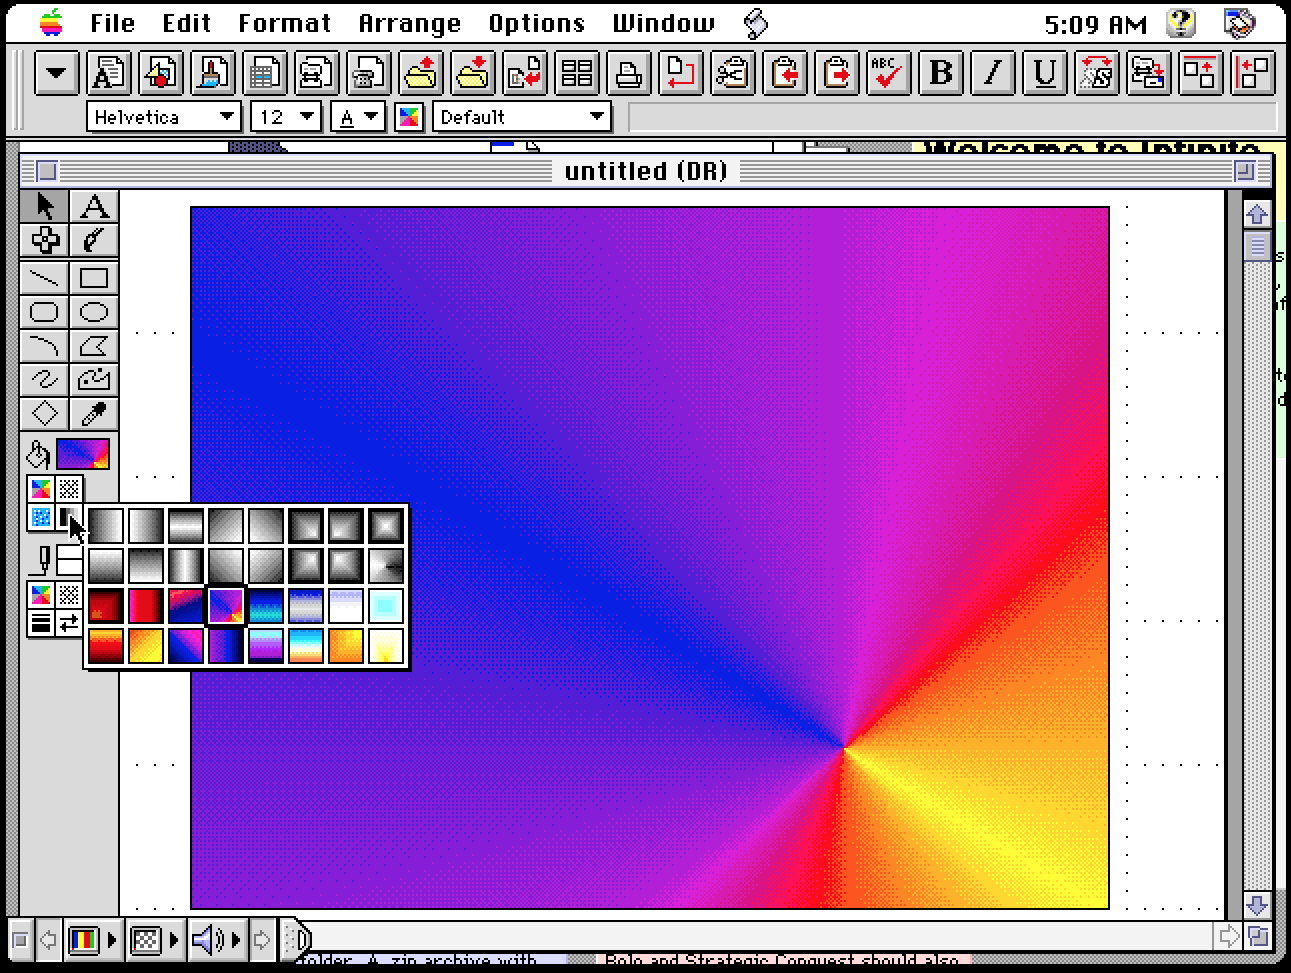 File Edit Format Arrange Options Window 5:09 AM
ABC B I U
Helvetica 12 A Default
Welcome to Infinite
untitled (DR)
A
folder. A .zip archive with
Bolo and Strategic Conquest should also